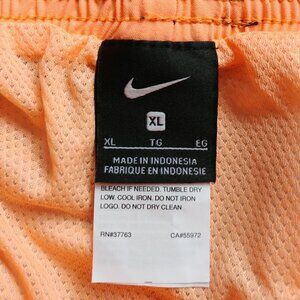 XL
XL TG EG
MADE IN INDONESIA
FABRIQUE EN INDONESIE
BLEACH IF NEEDED. TUMBLE DRY
LOW. COOL IRON. DO NOT IRON
LOGO. DO NOT DRY CLEAN
RN#37763 CA#55972